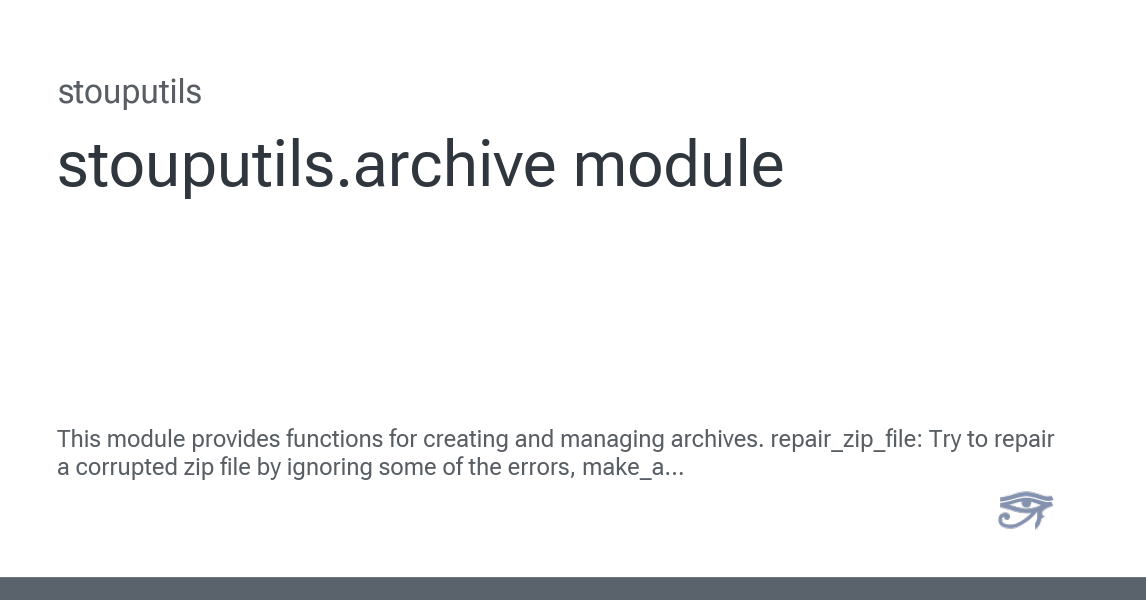 stouputils
stouputils.archive module
This module provides functions for creating and managing archives. repair_zip_file: Try to repair
a corrupted zip file by ignoring some of the errors, make_a...